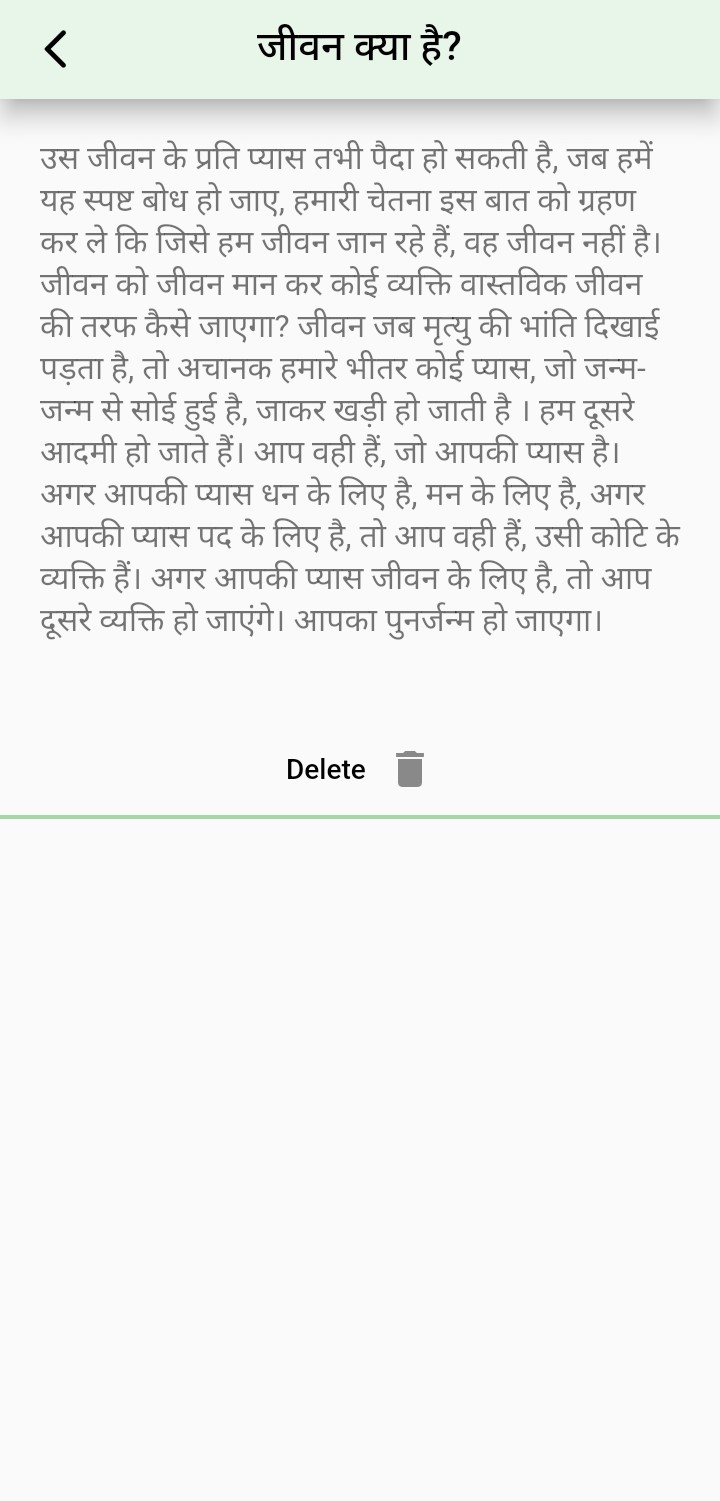 जीवन क्या है?
उस जीवन के प्रति प्यास तभी पैदा हो सकती है, जब हमें
यह स्पष्ट बोध हो जाए, हमारी चेतना इस बात को ग्रहण
कर ले कि जिसे हम जीवन जान रहे हैं, वह जीवन नहीं है।
जीवन को जीवन मान कर कोई व्यक्ति वास्तविक जीवन
की तरफ कैसे जाएगा? जीवन जब मृत्यु की भांति दिखाई
पड़ता है, तो अचानक हमारे भीतर कोई प्यास, जो जन्म-
जन्म से सोई हुई है, जाकर खड़ी हो जाती है । हम दूसरे
आदमी हो जाते हैं। आप वही हैं, जो आपकी प्यास है।
अगर आपकी प्यास धन के लिए है, मन के लिए है, अगर
आपकी प्यास पद के लिए है, तो आप वही हैं, उसी कोटि के
व्यक्ति हैं। अगर आपकी प्यास जीवन के लिए है, तो आप
दूसरे व्यक्ति हो जाएंगे। आपका पुनर्जन्म हो जाएगा।
Delete